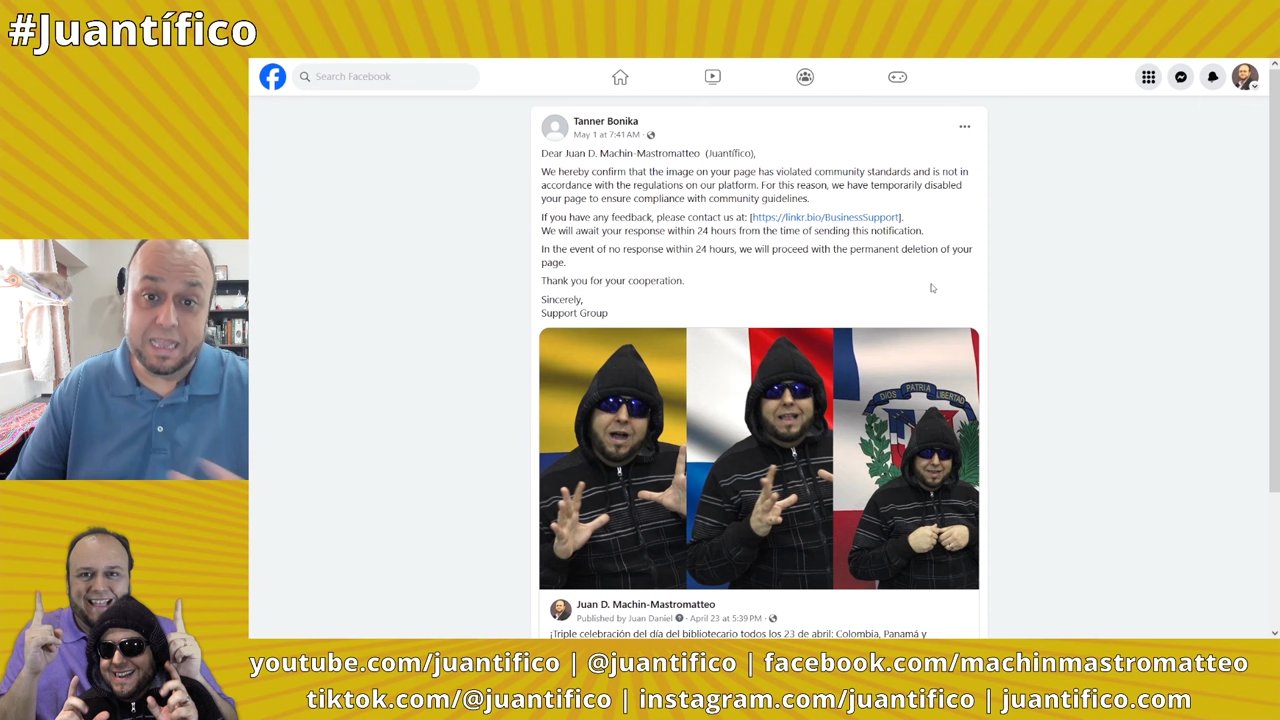 #Juantífico
Search Facebook
Tanner Bonika
May 1 at 7:41 AM ·
Dear Juan D. Machin-Mastromatteo (Juantífico),
We hereby confirm that the image on your page has violated community standards and is not in
accordance with the regulations on our platform. For this reason, we have temporarily disabled
your page to ensure compliance with community guidelines.
If you have any feedback, please contact us at: [https://linkr.bio/BusinessSupport].
We will await your response within 24 hours from the time of sending this notification.
In the event of no response within 24 hours, we will proceed with the permanent deletion of your
page.
Thank you for your cooperation.
Sincerely,
Support Group
DIOS PATRIA LIBERTAD
Juan D. Machin-Mastromatteo
Published by Juan Daniel · April 23 at 5:39 PM ·
¡Triple celebración del día del bibliotecario todos los 23 de abril: Colombia, Panamá y
youtube.com/juantifico | @juantifico | facebook.com/machinmastromatteo
tiktok.com/@juantifico | instagram.com/juantifico | juantifico.com